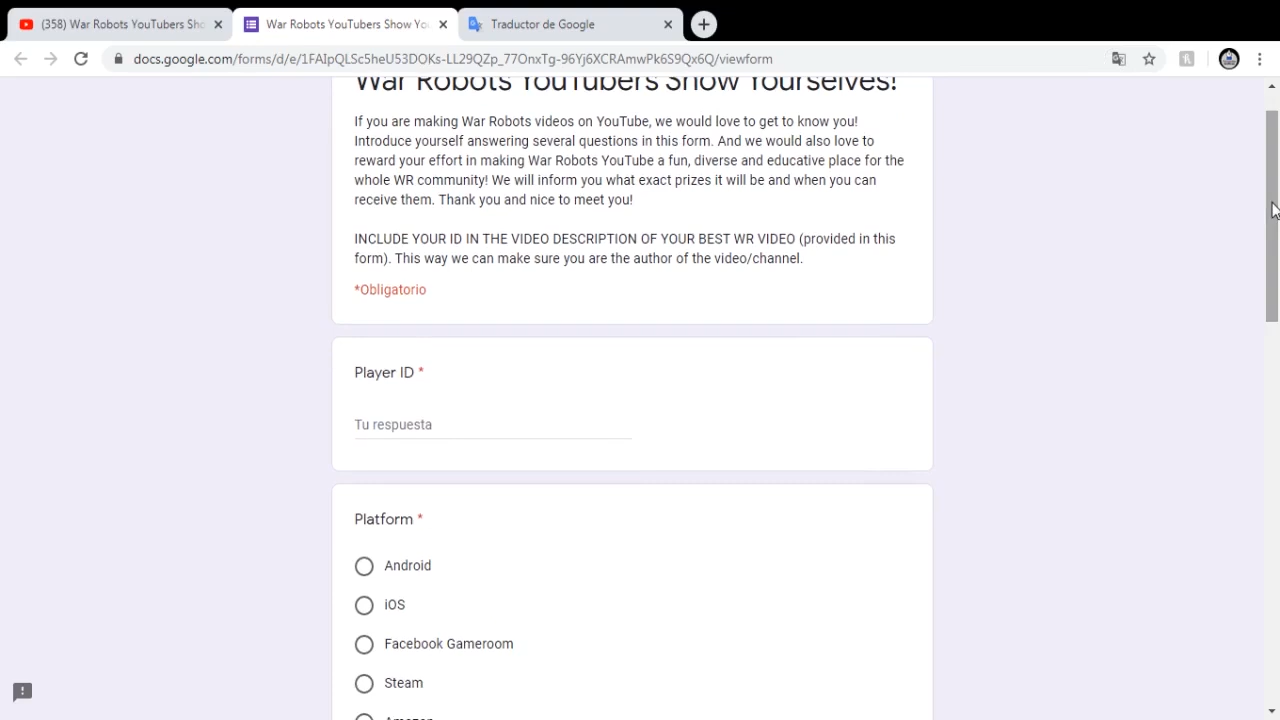 (358) War Robots YouTubers Sho
War Robots YouTubers Show Yo
Traductor de Google
docs.google.com/forms/d/e/1FAIpQLSc5heU53DOKs-LL29QZp_77OnxTg-96Yj6XCRAmwPk6S9Qx6Q/viewform
War Robots YouTubers Show Yourselves!
If you are making War Robots videos on YouTube, we would love to get to know you!
Introduce yourself answering several questions in this form. And we would also love to
reward your effort in making War Robots YouTube a fun, diverse and educative place for the
whole WR community! We will inform you what exact prizes it will be and when you can
receive them. Thank you and nice to meet you!
INCLUDE YOUR ID IN THE VIDEO DESCRIPTION OF YOUR BEST WR VIDEO (provided in this
form). This way we can make sure you are the author of the video/channel.
*Obligatorio
Player ID *
Tu respuesta
Platform *
Android
iOS
Facebook Gameroom
Steam
Amazon